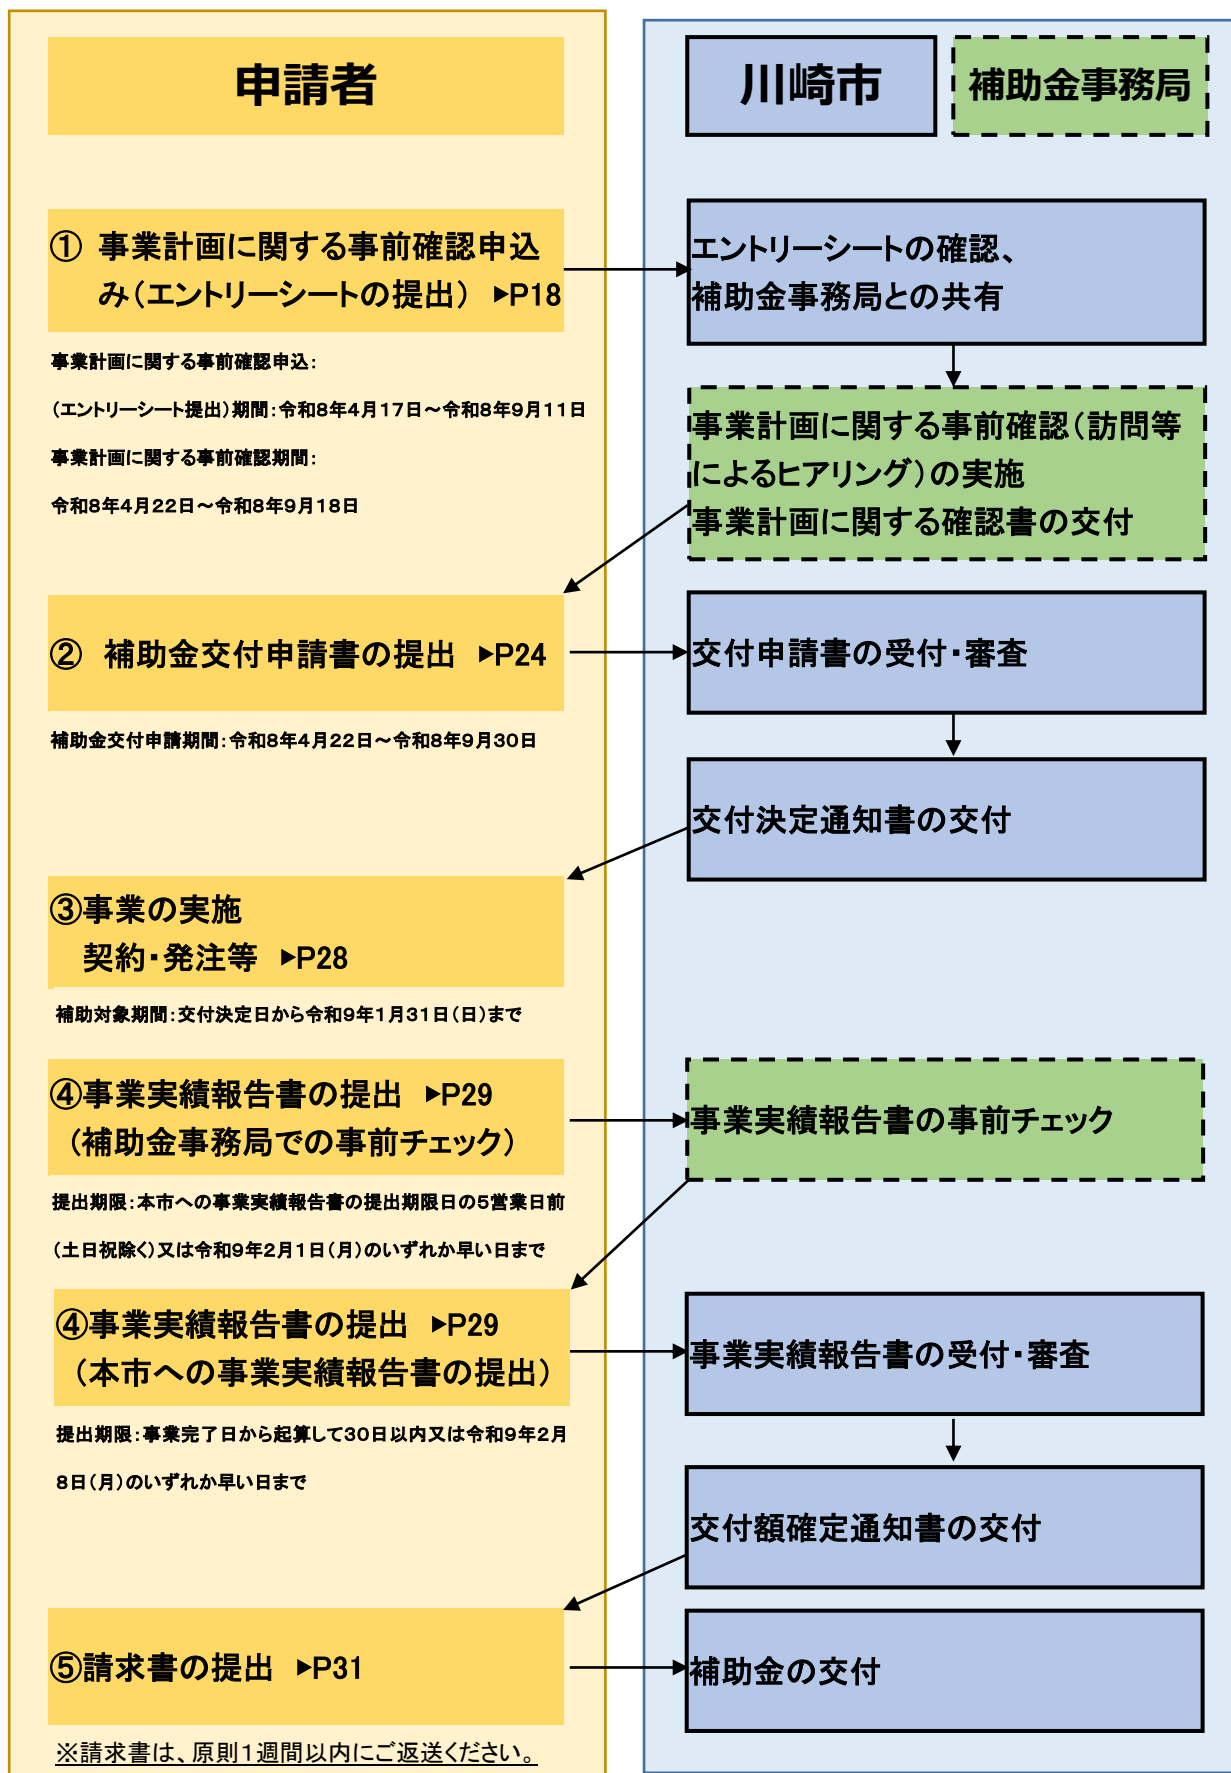 申請者
川崎市
補助金事務局
① 事業計画に関する事前確認申込
み（エントリーシートの提出） ▶P18
エントリーシートの確認、
補助金事務局との共有
事業計画に関する事前確認申込：
（エントリーシート提出）期間：令和8年4月17日～令和8年9月11日
事業計画に関する事前確認期間：
令和8年4月22日～令和8年9月18日
事業計画に関する事前確認（訪問等
によるヒアリング）の実施
事業計画に関する確認書の交付
② 補助金交付申請書の提出 ▶P24
交付申請書の受付・審査
補助金交付申請期間：令和8年4月22日～令和8年9月30日
交付決定通知書の交付
③事業の実施
契約・発注等 ▶P28
補助対象期間：交付決定日から令和9年1月31日（日）まで
④事業実績報告書の提出 ▶P29
（補助金事務局での事前チェック）
事業実績報告書の事前チェック
提出期限：本市への事業実績報告書の提出期限日の5営業日前
（土日祝除く）又は令和9年2月1日（月）のいずれか早い日まで
④事業実績報告書の提出 ▶P29
（本市への事業実績報告書の提出）
事業実績報告書の受付・審査
提出期限：事業完了日から起算して30日以内又は令和9年2月
8日（月）のいずれか早い日まで
交付額確定通知書の交付
⑤請求書の提出 ▶P31
補助金の交付
※請求書は、原則1週間以内にご返送ください。